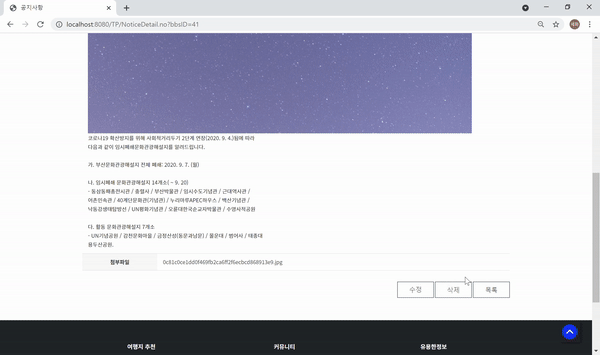 공지사항
localhost:8080/TP/NoticeDetail.no?bbsID=41
코로나19 확산방지를 위해 사회적거리두기 2단계 연장(2020. 9. 4.)됨에 따라
다음과 같이 임시폐쇄문화관광해설지를 알려드립니다.
가. 부산문화관광해설지 전체 폐쇄: 2020. 9. 7. (월)
나. 임시폐쇄 문화관광해설지 14개소( ~ 9. 20)
- 동삼동패총전시관 / 충렬사 / 부산박물관 / 임시수도기념관 / 근대역사관 /
아촌민속관 / 40계단문화관(기념관) / 누리마루APEC하우스 / 백산기념관 /
낙동강생태탐방선 / UN평화기념관 / 오륜대한국순교자박물관 / 수영사적공원
다. 활동 문화관광해설지 7개소
- UN기념공원 / 감천문화마을 / 금정산성(동문과남문) / 몰운대 / 범어사 / 태종대
용두산공원.
첨부파일
0c81c0ce1dd0f469fb2ca6ff2f6ecbcd868913e9.jpg
수정
삭제
목록
여행지 추천
커뮤니티
유용한정보